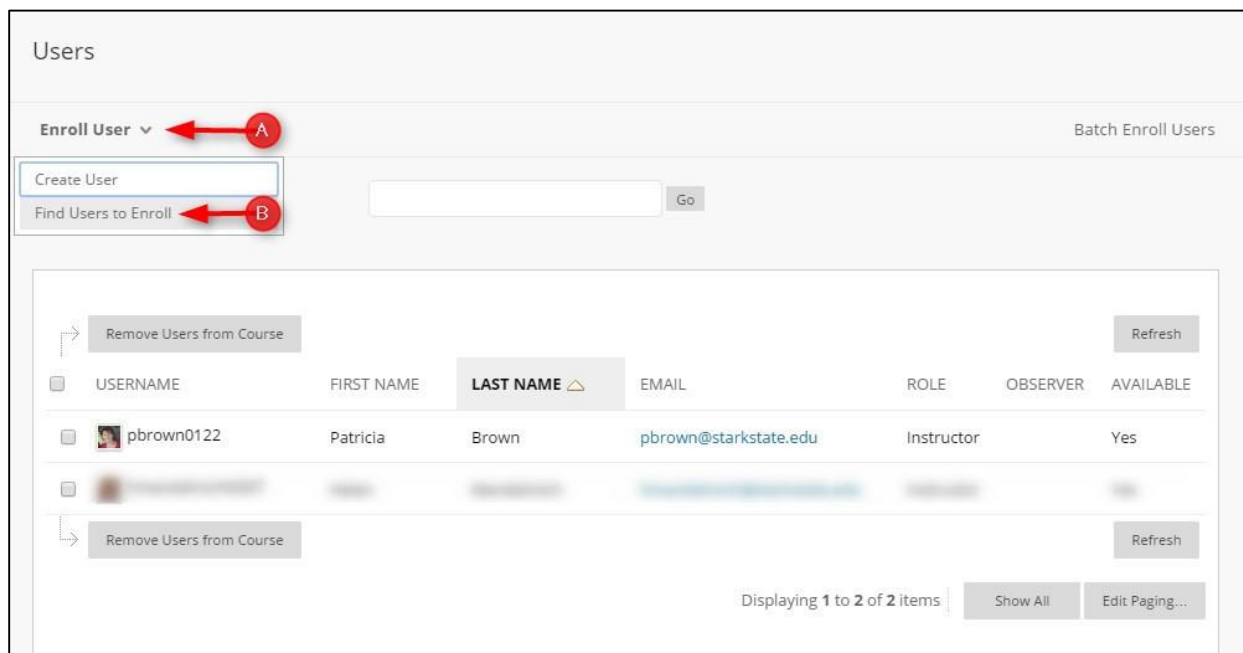 Users
Enroll User A Batch Enroll Users
Create User
Find Users to Enroll B Go
Remove Users from Course Refresh
USERNAME FIRST NAME LAST NAME EMAIL ROLE OBSERVER AVAILABLE
pbrown0122 Patricia Brown pbrown@starkstate.edu Instructor Yes
Remove Users from Course Refresh
Displaying 1 to 2 of 2 items Show All Edit Paging...